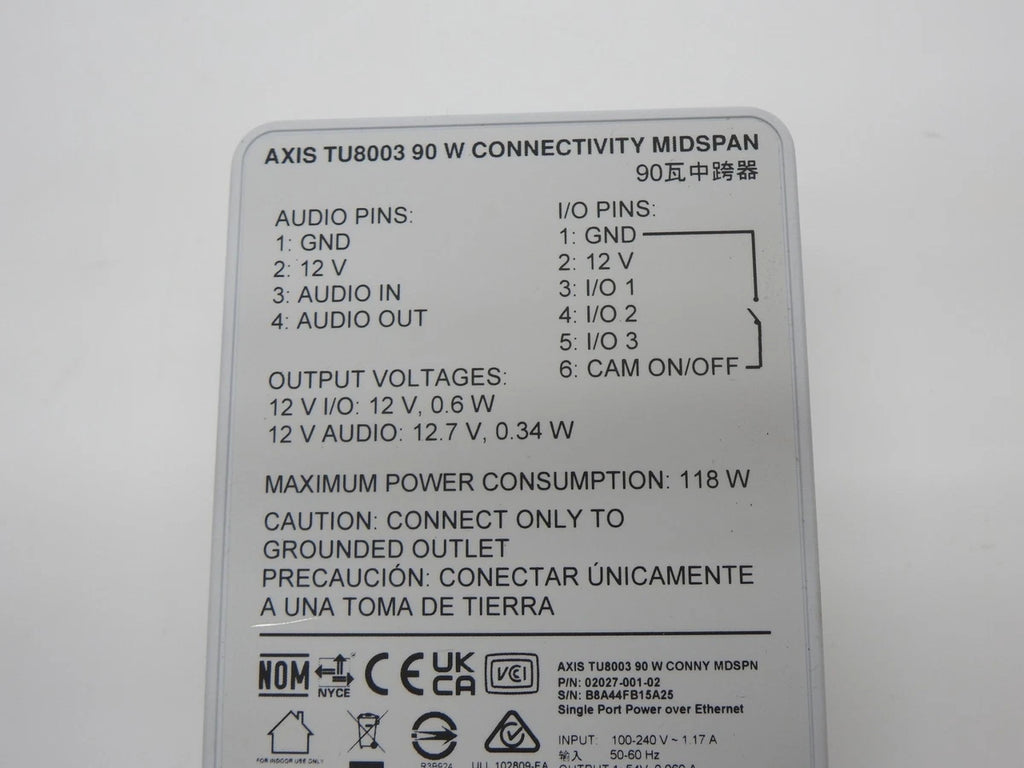 AXIS TU8003 90 W CONNECTIVITY MIDSPAN
90瓦中跨器
AUDIO PINS:
1: GND
2: 12 V
3: AUDIO IN
4: AUDIO OUT
I/O PINS:
1: GND
2: 12 V
3: I/O 1
4: I/O 2
5: I/O 3
6: CAM ON/OFF
OUTPUT VOLTAGES:
12 V I/O: 12 V, 0.6 W
12 V AUDIO: 12.7 V, 0.34 W
MAXIMUM POWER CONSUMPTION: 118 W
CAUTION: CONNECT ONLY TO
GROUNDED OUTLET
PRECAUCIÓN: CONECTAR ÚNICAMENTE
A UNA TOMA DE TIERRA
NOM
NYCE
CE
UK
CA
VCI
AXIS TU8003 90 W CONNY MDSPN
P/N: 02027-001-02
S/N: B8A44FB15A25
Single Port Power over Ethernet
FOR INDOOR USE ONLY
INPUT: 100-240 V ~ 1.17 A
输入 50-60 Hz